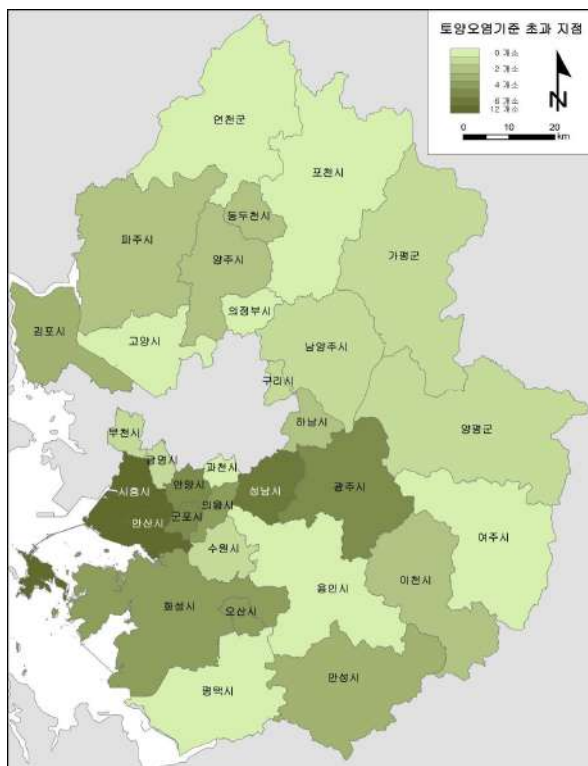 토양오염기준 초과 지점
0 개소
2 개소
4 개소
6 개소
12 개소
N
0 10 20
km
연천군
포천시
동두천시
파주시
양주시
가평군
의정부시
김포시
고양시
남양주시
구리시
하남시
부천시
양평군
광명시
과천시
시흥시
안양시
성남시
광주시
의왕시
안산시
군포시
여주시
수원시
이천시
용인시
화성시
오산시
안성시
평택시